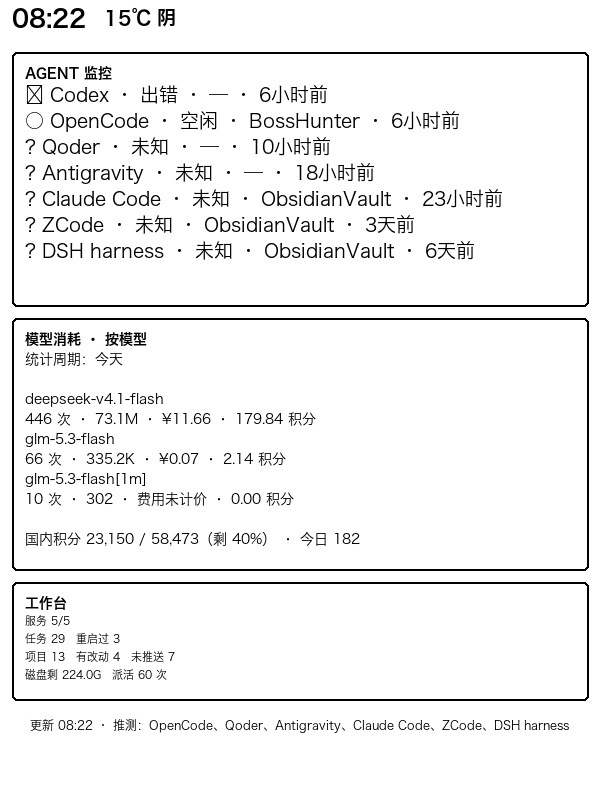 08:22 15℃ 阴
AGENT 监控
☒ Codex · 出错 · — · 6小时前
○ OpenCode · 空闲 · BossHunter · 6小时前
? Qoder · 未知 · — · 10小时前
? Antigravity · 未知 · — · 18小时前
? Claude Code · 未知 · ObsidianVault · 23小时前
? ZCode · 未知 · ObsidianVault · 3天前
? DSH harness · 未知 · ObsidianVault · 6天前
模型消耗 · 按模型
统计周期: 今天
deepseek-v4.1-flash
446 次 · 73.1M · ¥11.66 · 179.84 积分
glm-5.3-flash
66 次 · 335.2K · ¥0.07 · 2.14 积分
glm-5.3-flash[1m]
10 次 · 302 · 费用未计价 · 0.00 积分
国内积分 23,150 / 58,473（剩 40%） · 今日 182
工作台
服务 5/5
任务 29 重启过 3
项目 13 有改动 4 未推送 7
磁盘剩 224.0G 派活 60 次
更新 08:22 · 推测: OpenCode、Qoder、Antigravity、Claude Code、ZCode、DSH harness